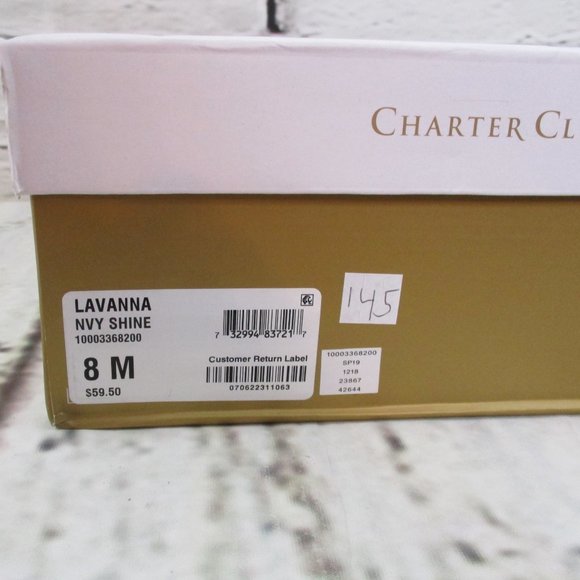 CHARTER CL
LAVANNA
NVY SHINE
10003368200
8 M
$59.50
7 32994 83721 7
Customer Return Label
070622311063
145
10003368200
SP19
1218
23867
42644